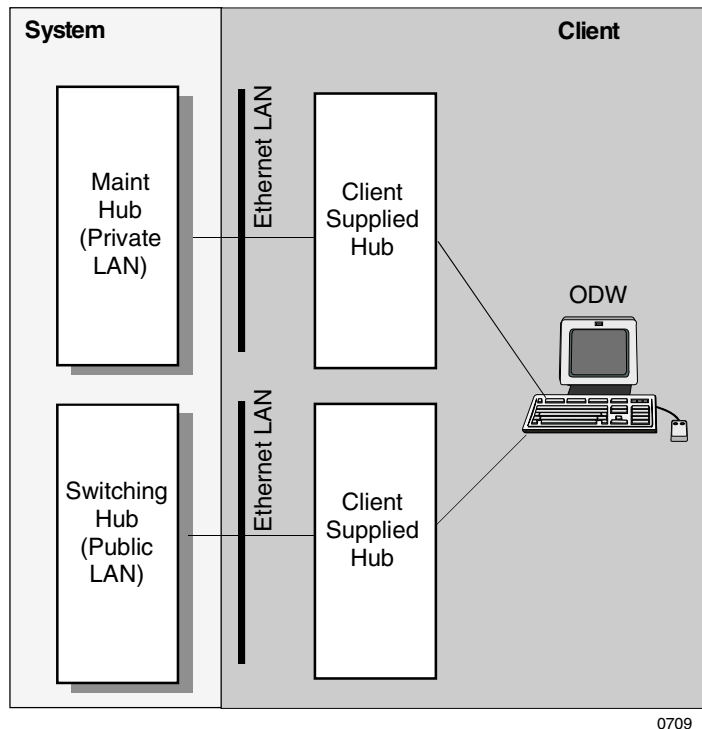 System
Client
Maint
Hub
(Private
LAN)
Ethernet LAN
Client
Supplied
Hub
ODW
Switching
Hub
(Public
LAN)
Ethernet LAN
Client
Supplied
Hub
0709